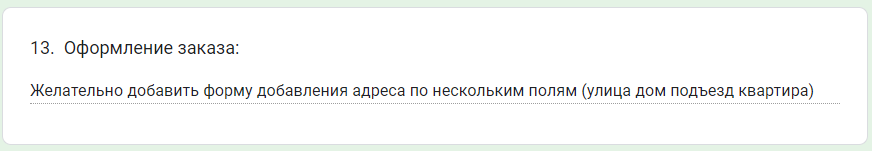 13. Оформление заказа:
Желательно добавить форму добавления адреса по нескольким полям (улица дом подъезд квартира)